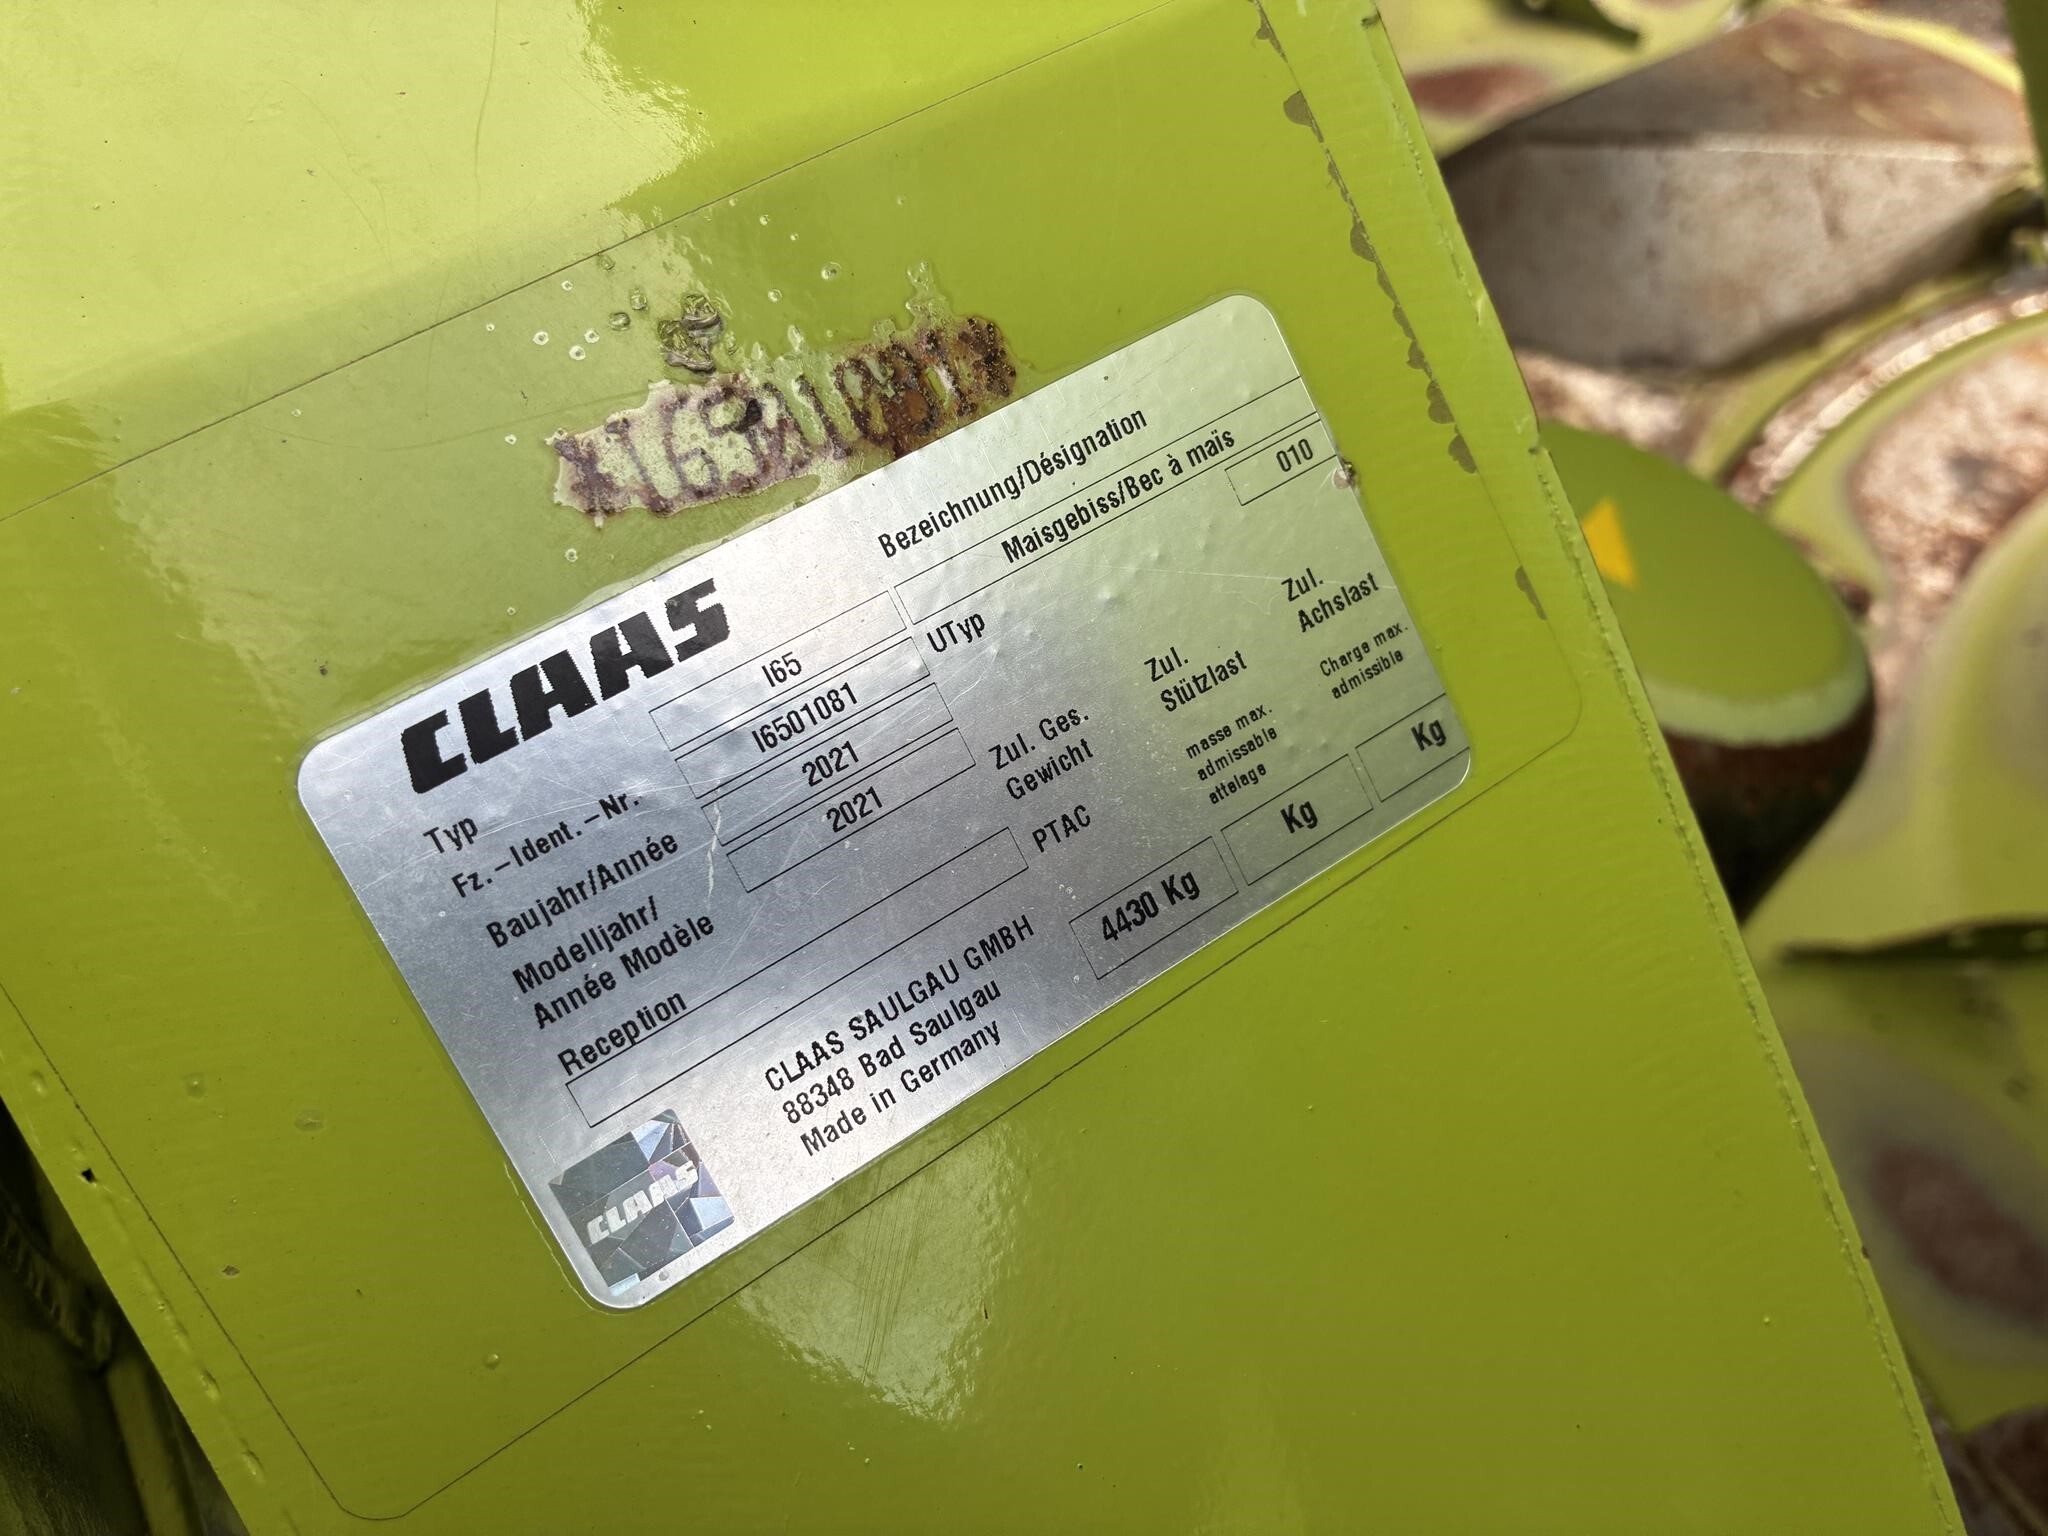 CLAAS
Bezeichnung/Désignation
Typ
I65
Maisgebiss/Bec à maïs
Fz.-Ident.-Nr.
I6501081
UTyp
010
Baujahr/Année
2021
Modelljahr/
Année Modèle
2021
Reception
Zul. Ges.
Gewicht
PTAC
4430 Kg
Zul.
Stützlast
masse max.
admissable
attelage
Kg
Zul.
Achslast
Charge max.
admissible
Kg
CLAAS SAULGAU GMBH
88348 Bad Saulgau
Made in Germany
CLAAS